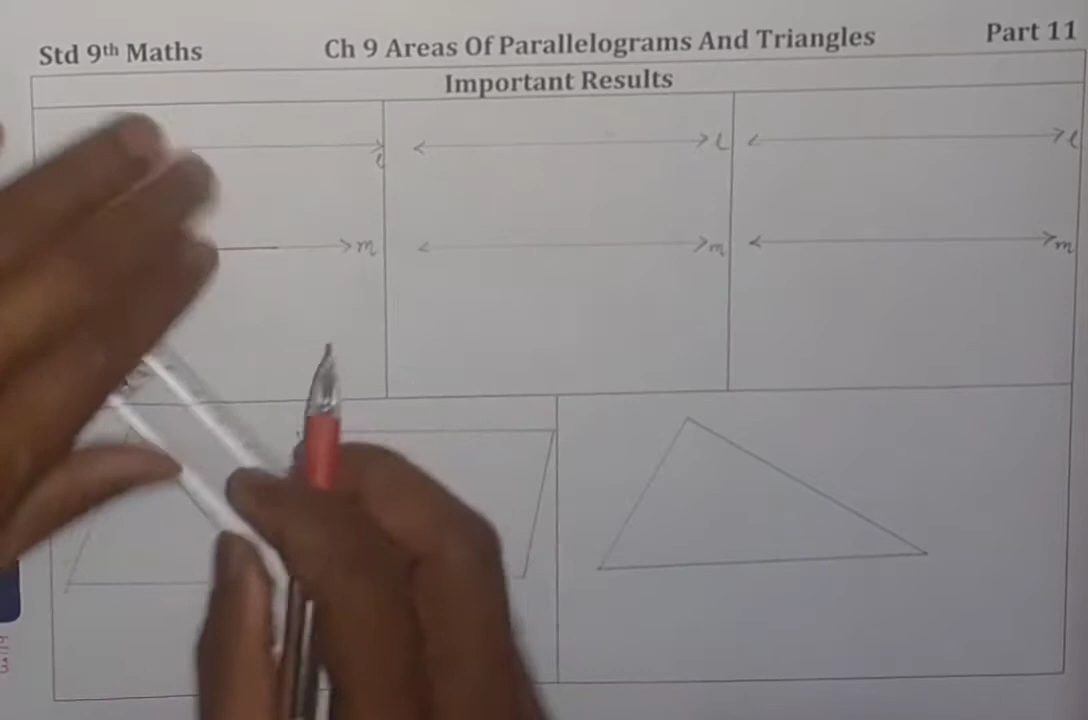 Std 9th Maths Ch 9 Areas Of Parallelograms And Triangles Part 11
Important Results
l l l
m m m